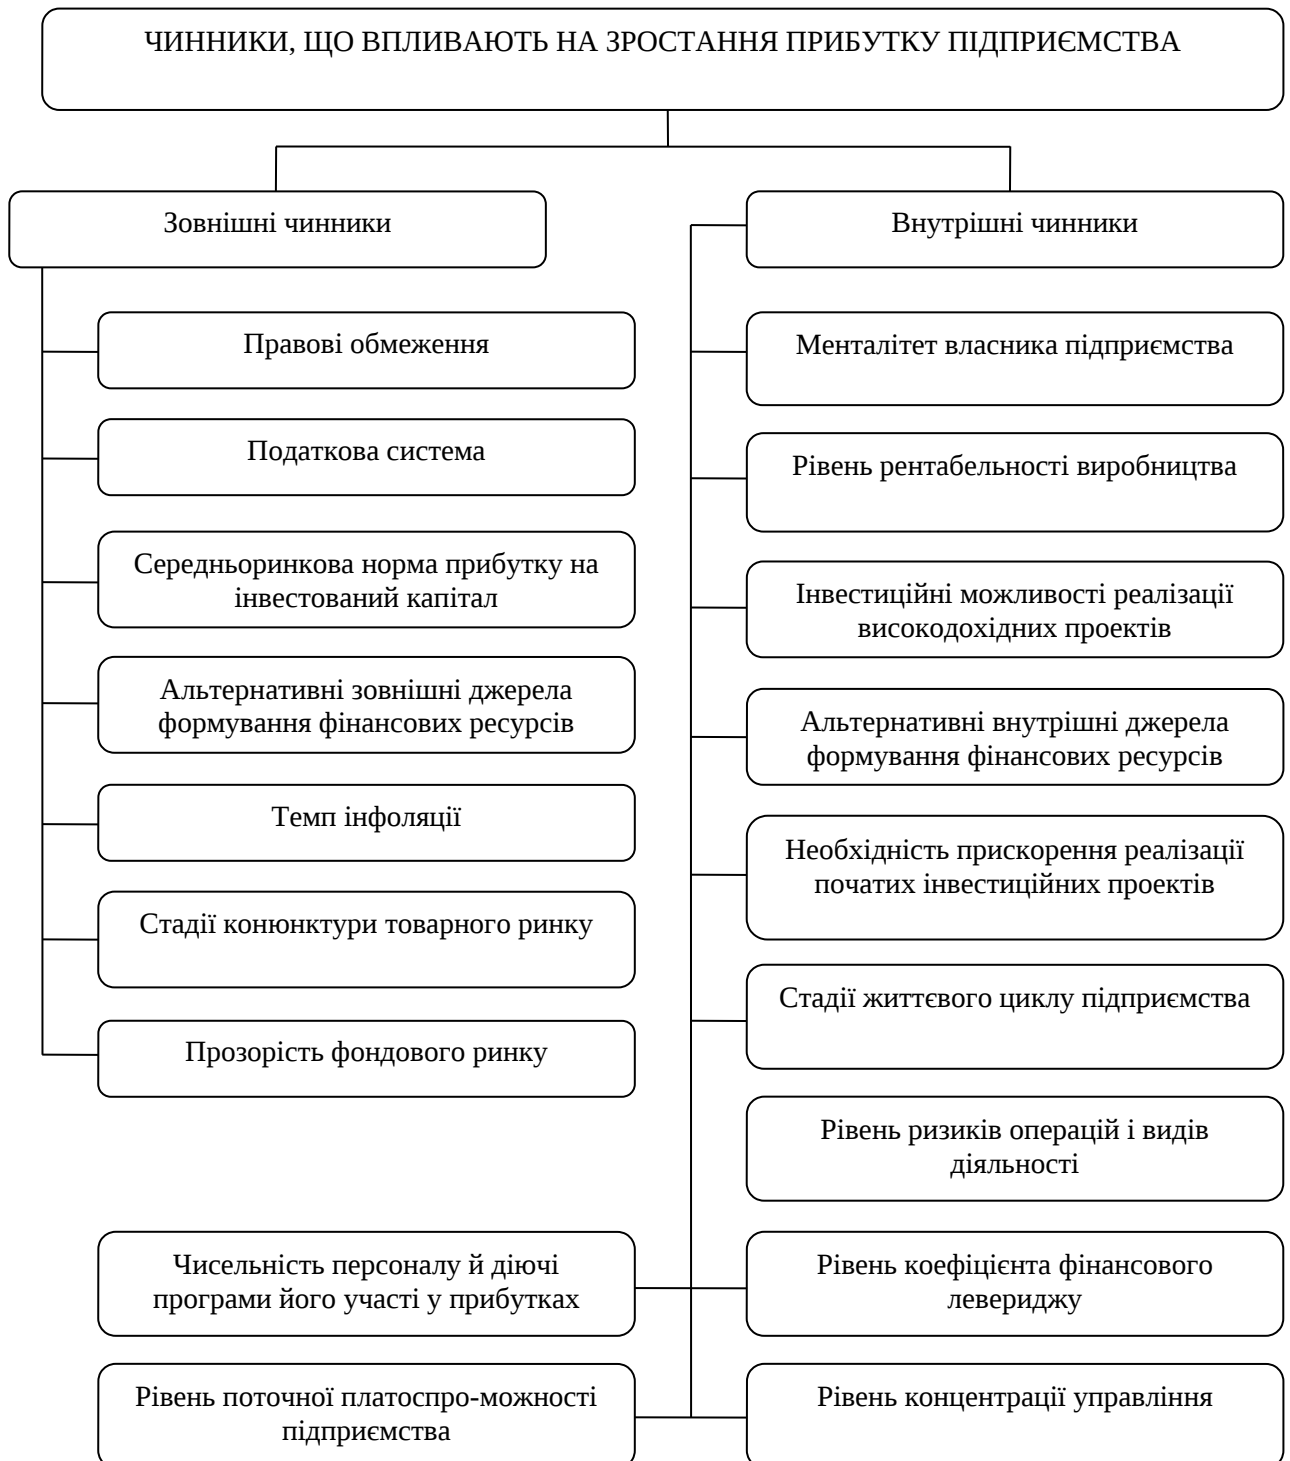 ЧИННИКИ, ЩО ВПЛИВАЮТЬ НА ЗРОСТАННЯ ПРИБУТКУ ПІДПРИЄМСТВА
Зовнішні чинники
Правові обмеження
Податкова система
Середньоринкова норма прибутку на
інвестований капітал
Альтернативні зовнішні джерела
формування фінансових ресурсів
Темп інфоляції
Стадії конюнктури товарного ринку
Прозорість фондового ринку
Внутрішні чинники
Менталітет власника підприємства
Рівень рентабельності виробництва
Інвестиційні можливості реалізації
високодохідних проектів
Альтернативні внутрішні джерела
формування фінансових ресурсів
Необхідність прискорення реалізації
початих інвестиційних проектів
Стадії життєвого циклу підприємства
Рівень ризиків операцій і видів
діяльності
Чисельність персоналу й діючі
програми його участі у прибутках
Рівень коефіцієнта фінансового
левериджу
Рівень поточної платоспро-можності
підприємства
Рівень концентрації управління